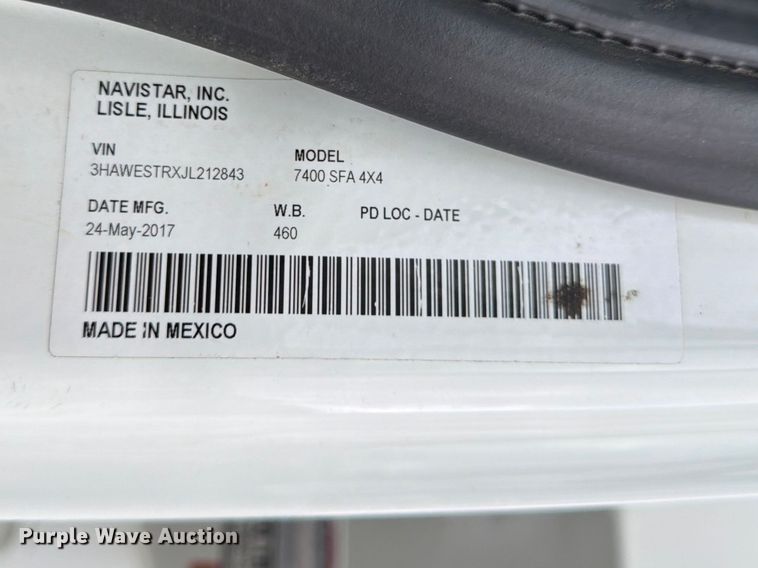 NAVISTAR, INC.
LISLE, ILLINOIS
VIN MODEL
3HAWESTRXJL212843 7400 SFA 4X4
DATE MFG. W.B. PD LOC - DATE
24-May-2017 460
MADE IN MEXICO
Purple Wave Auction